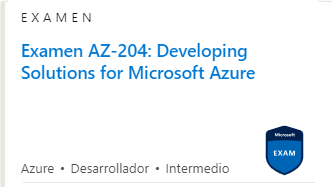 EXAMEN
Examen AZ-204: Developing
Solutions for Microsoft Azure
Microsoft
EXAM
Azure • Desarrollador • Intermedio